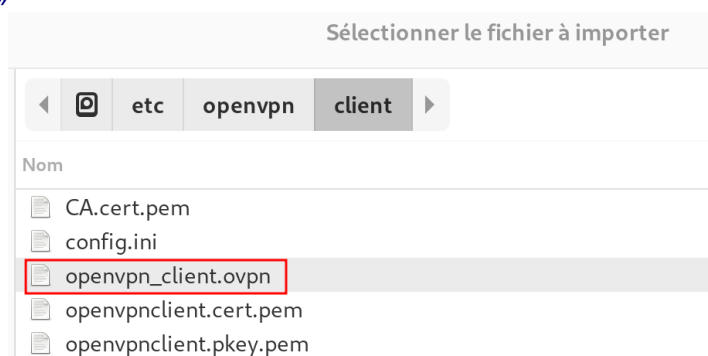 »
Sélectionner le fichier à importer
etc openvpn client
Nom
CA.cert.pem
config.ini
openvpn_client.ovpn
openvpnclient.cert.pem
openvpnclient.pkey.pem